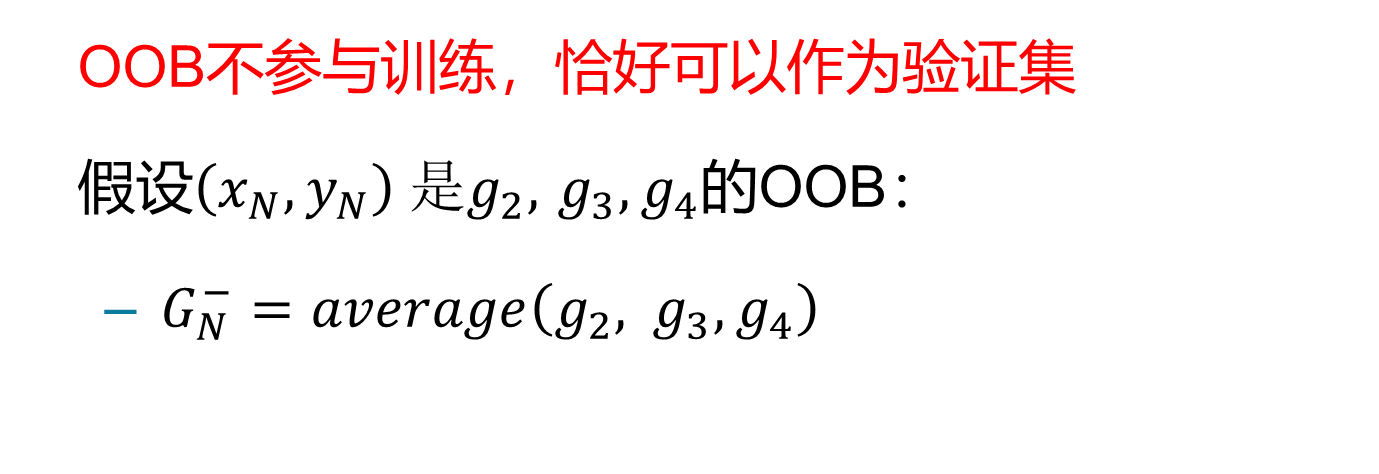 OOB不参与训练，恰好可以作为验证集
假设(x_N, y_N) 是g_2, g_3, g_4的OOB：
– G_N^- = average(g_2, g_3, g_4)